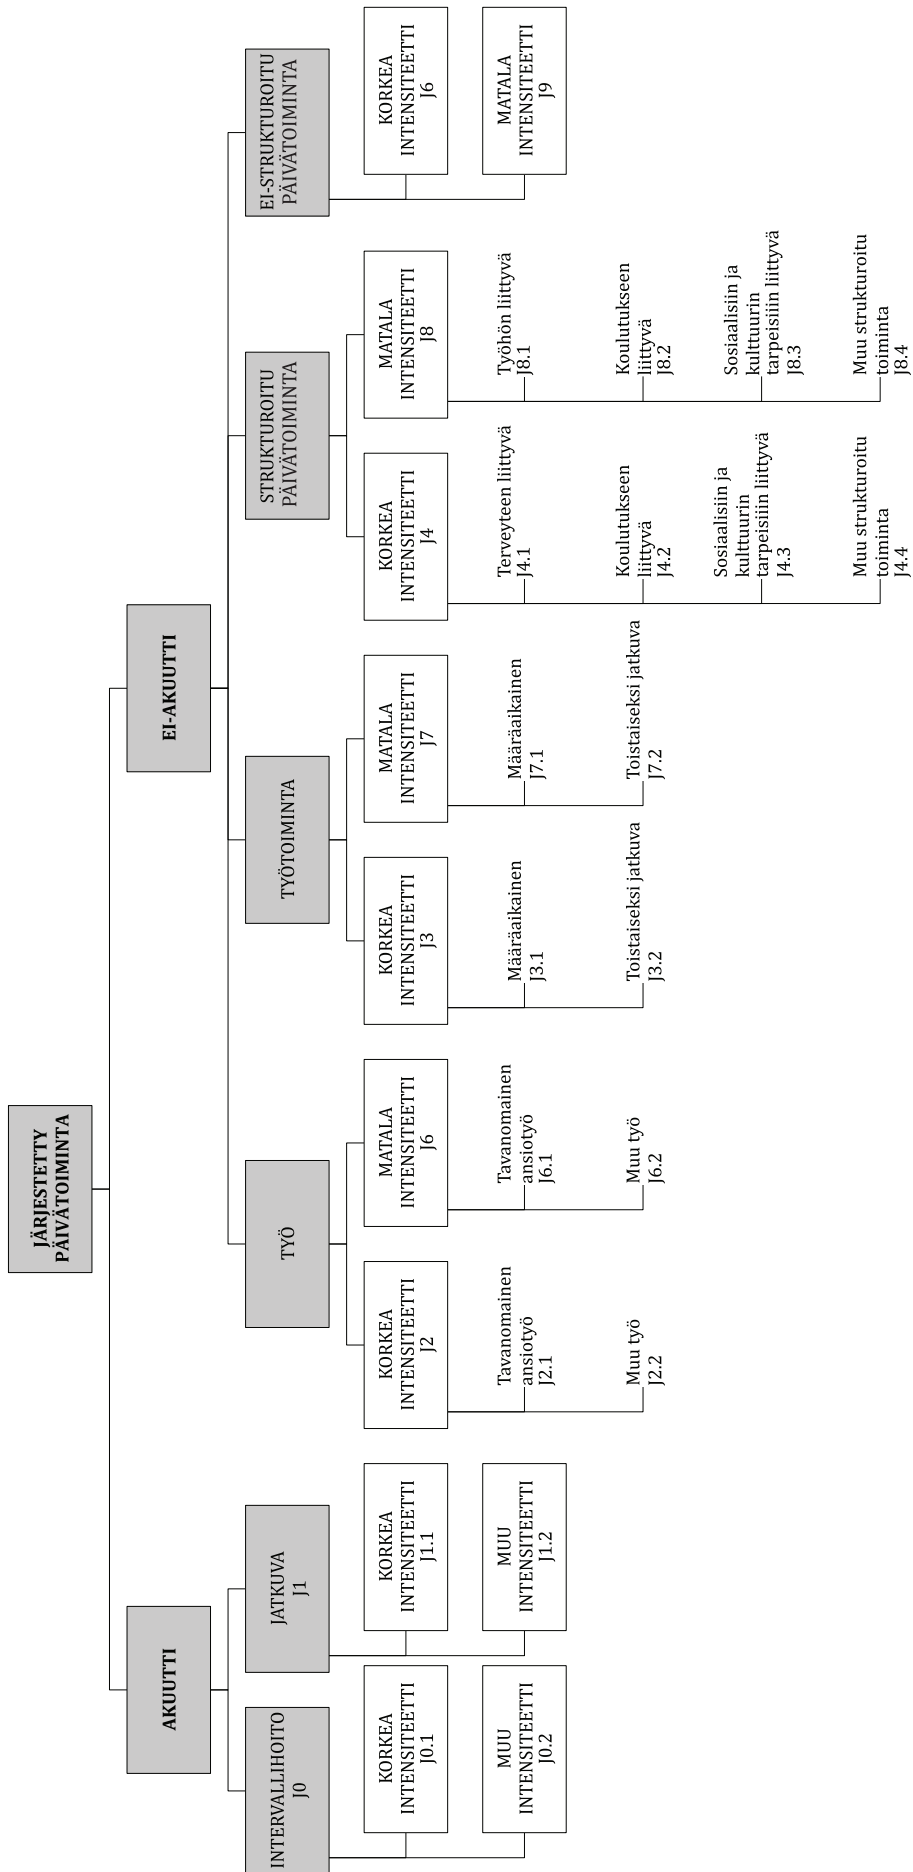 JÄRJESTETTY
PÄIVÄTOIMINTA
AKUUTTI
EI-AKUUTTI
INTERVALLIHOITO
J0
JATKUVA
J1
TYÖ
TYÖTOIMINTA
STRUKTUROITU
PÄIVÄTOIMINTA
EI-STRUKTUROITU
PÄIVÄTOIMINTA
KORKEA
INTENSITEETTI
J0.1
MUU
INTENSITEETTI
J0.2
KORKEA
INTENSITEETTI
J1.1
MUU
INTENSITEETTI
J1.2
KORKEA
INTENSITEETTI
J2
Tavanomainen
ansiotyö
J2.1
Muu työ
J2.2
MATALA
INTENSITEETTI
J6
Tavanomainen
ansiotyö
J6.1
Muu työ
J6.2
KORKEA
INTENSITEETTI
J3
Määräaikainen
J3.1
Toistaiseksi jatkuva
J3.2
MATALA
INTENSITEETTI
J7
Määräaikainen
J7.1
Toistaiseksi jatkuva
J7.2
KORKEA
INTENSITEETTI
J4
Terveyteen liittyvä
J4.1
Koulutukseen
liittyvä
J4.2
Sosiaalisiin ja
kulttuurin
tarpeisiiin liittyvä
J4.3
Muu strukturoitu
toiminta
J4.4
MATALA
INTENSITEETTI
J8
Työhön liittyvä
J8.1
Koulutukseen
liittyvä
J8.2
Sosiaalisiin ja
kulttuurin
tarpeisiiin liittyvä
J8.3
Muu strukturoitu
toiminta
J8.4
KORKEA
INTENSITEETTI
J6
MATALA
INTENSITEETTI
J9